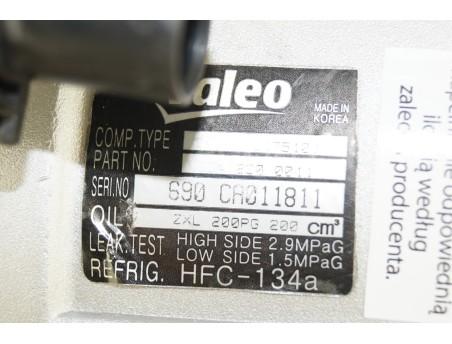 Valeo
MADE IN
KOREA
COMP.TYPE
PART NO.
SERI.NO 690 CA011811
OIL ZXL 200PG 200 cm³
LEAK.TEST HIGH SIDE 2.9MPaG
LOW SIDE 1.5MPaG
REFRIG. HFC-134a
odpowiednią
według
producenta.